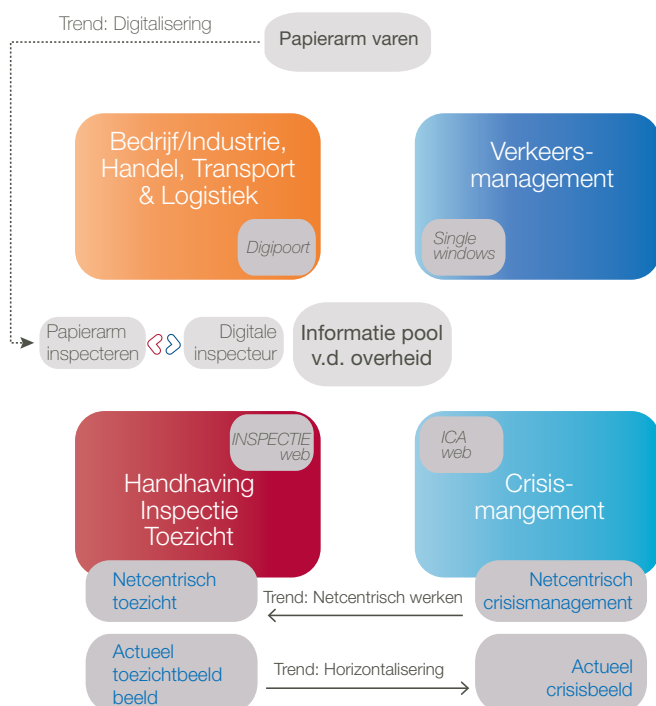 Trend: Digitalisering
Papierarm varen
Bedrijf/Industrie,
Handel, Transport
& Logistiek
Digipoort
Verkeers-
management
Single
windows
Papierarm
inspecteren
Digitale
inspecteur
Informatie pool
v.d. overheid
INSPECTIE
web
Handhaving
Inspectie
Toezicht
ICA
web
Crisis-
mangement
Netcentrisch
toezicht
Trend: Netcentrisch werken
Netcentrisch
crisismanagement
Actueel
toezichtbeeld
beeld
Trend: Horizontalisering
Actueel
crisisbeeld